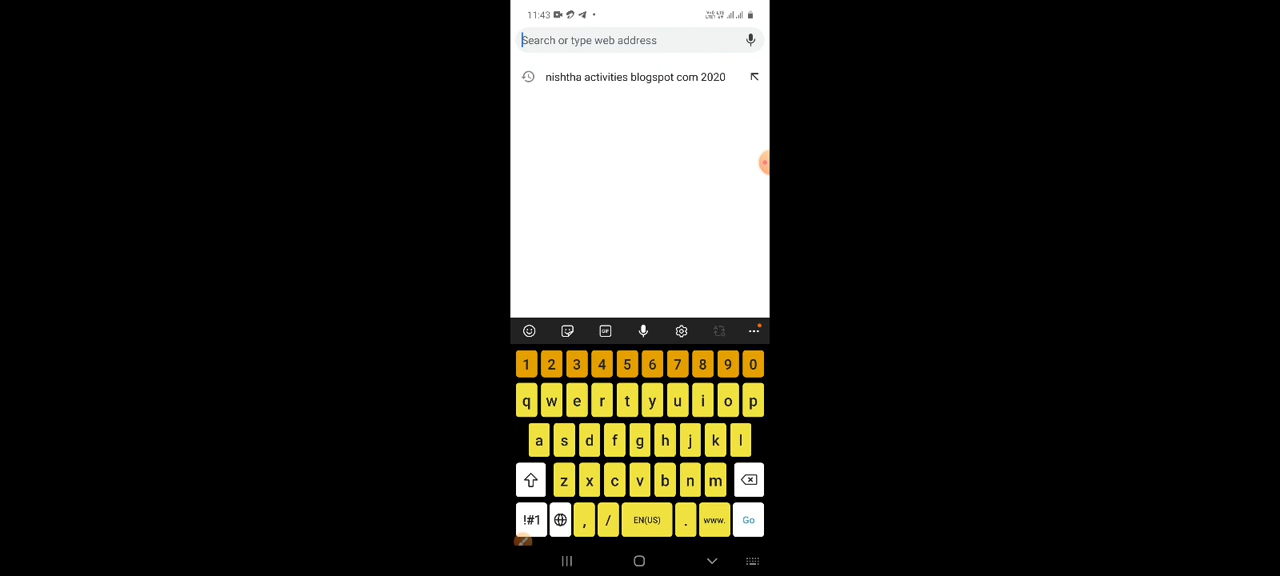 11:43
Search or type web address
nishtha activities blogspot com 2020
GIF
1 2 3 4 5 6 7 8 9 0
q w e r t y u i o p
a s d f g h j k l
z x c v b n m
!#1 , / EN(US) . www. Go